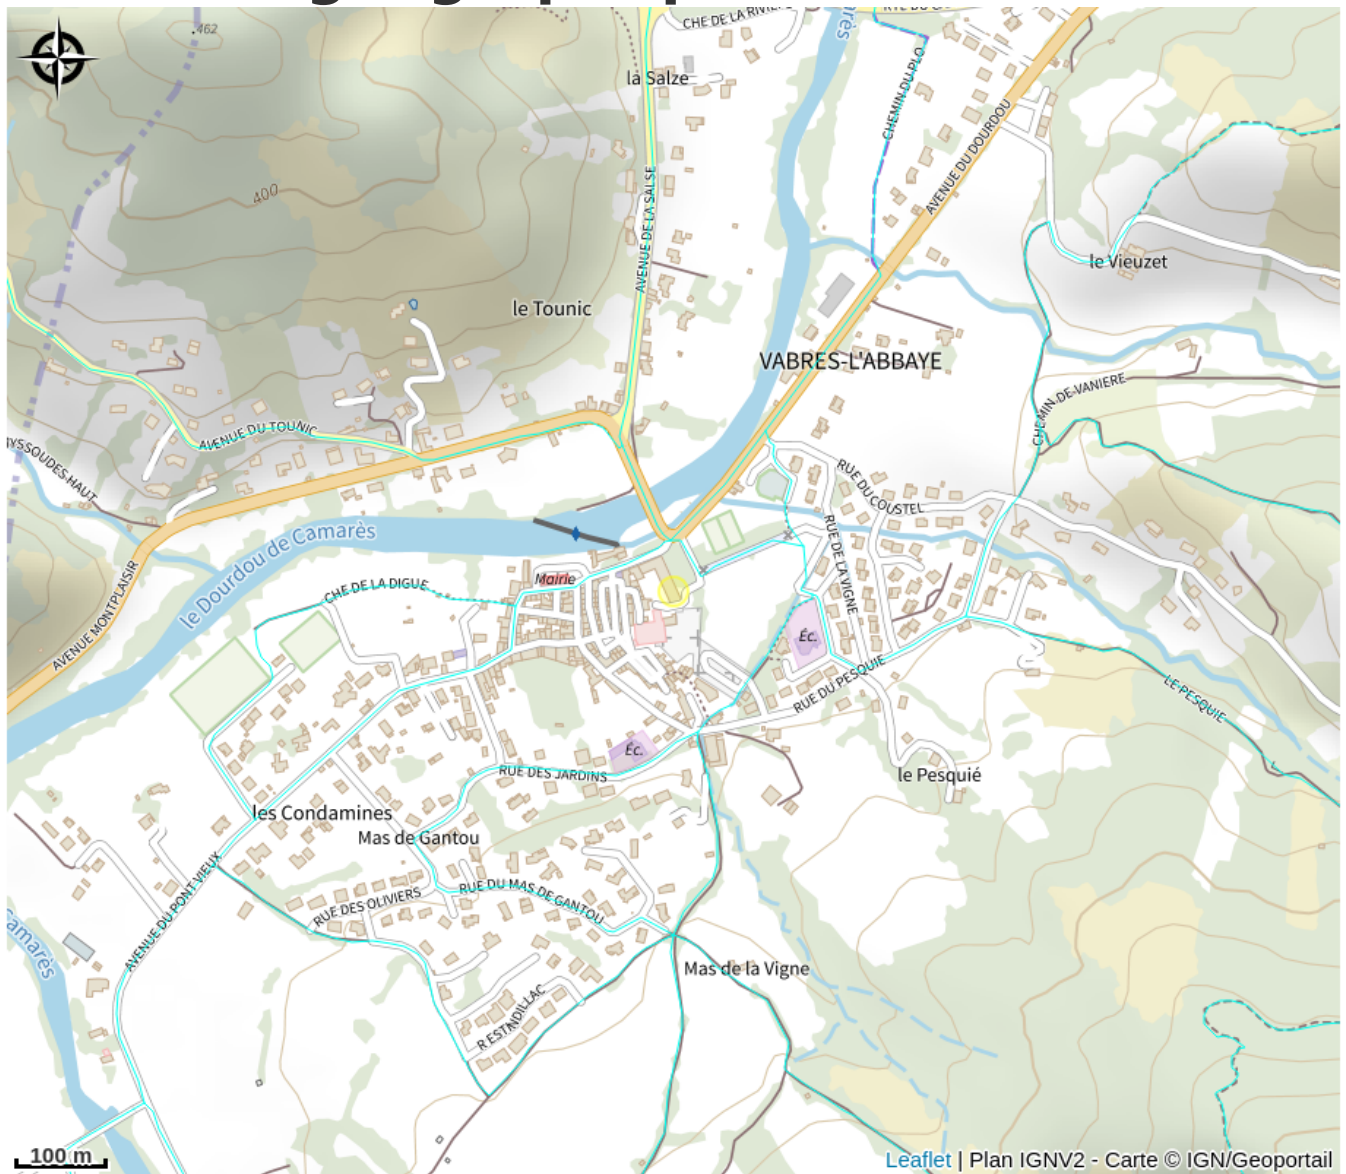 CHE DE LA RIVIÈRE
462
la Salze
CHEMIN DU PLO
AVENUE DU DOURDOU
400
AVENUE DE LA SALSE
le Vieuzet
le Tounic
VABRES-L'ABBAYE
CHEMIN-DE-VANIERE
AVENUE DU TOUNIC
RUE DU COUSTEL
le Dourdou de Camarès
RUE DE LA VIGNE
Mairie
CHE DE LA DIGUE
AVENUE MONTPLAISIR
Éc.
RUE DU PESQUIE
LE PESQUIE
Éc.
RUE DES JARDINS
le Pesquié
les Condamines
Mas de Gantou
RUE DU MAS DE GANTOU
RUE DES OLIVIERS
AVENUE DU PONT VIEUX
Mas de la Vigne
R ESTNDILLAC
100 m
Leaflet | Plan IGNV2 - Carte © IGN/Geoportail